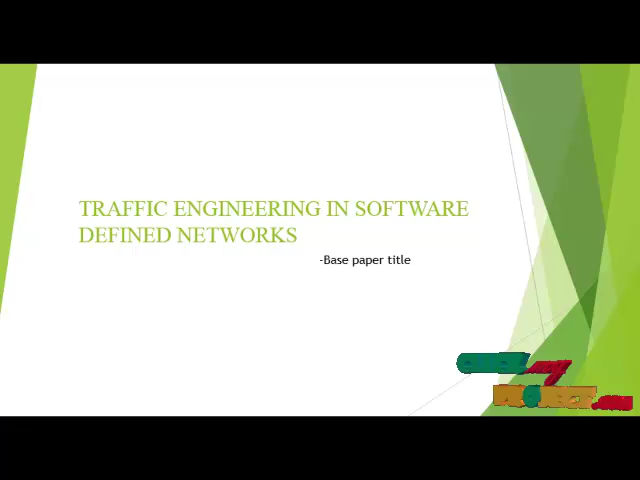 TRAFFIC ENGINEERING IN SOFTWARE
DEFINED NETWORKS
-Base paper title